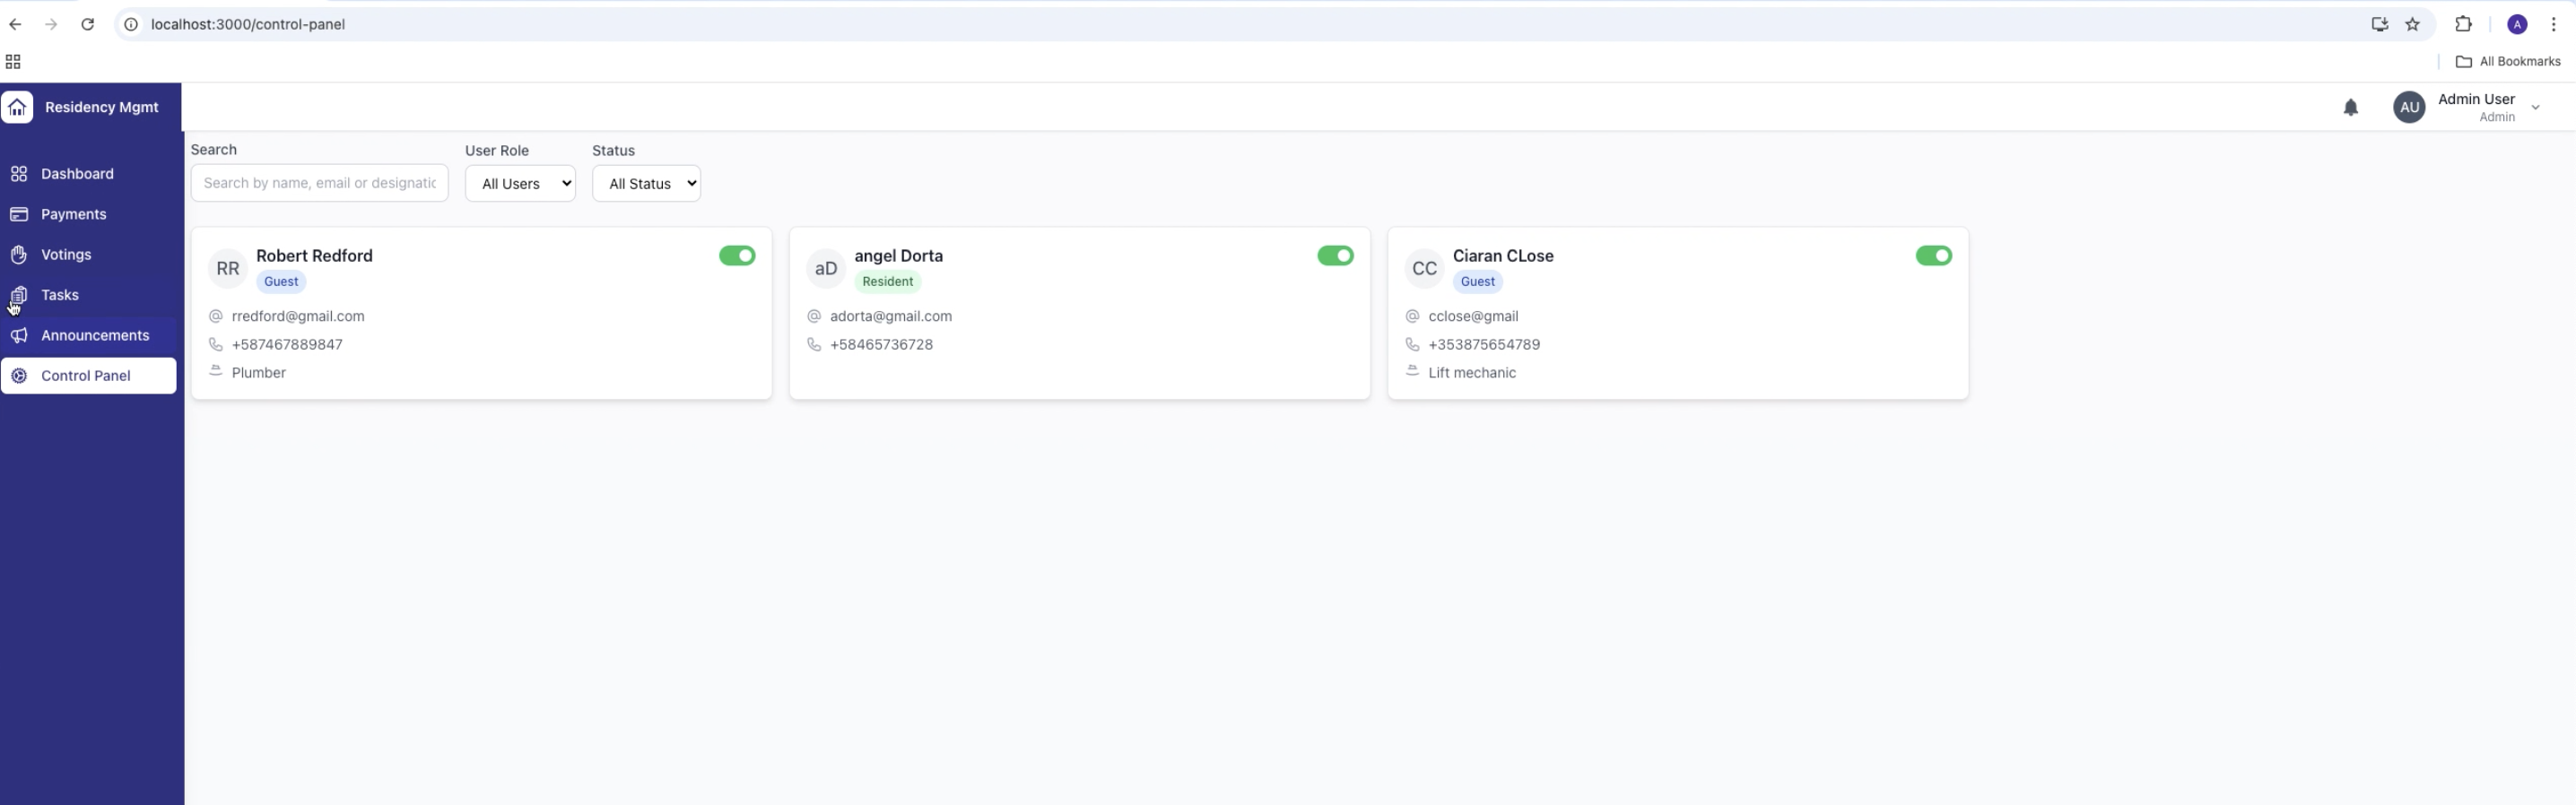 localhost:3000/control-panel
A
All Bookmarks
Residency Mgmt
AU
Admin User
Admin
Dashboard
Payments
Votings
Tasks
Announcements
Control Panel
Search
User Role
Status
Search by name, email or designatic
All Users
All Status
RR
Robert Redford
Guest
@ rredford@gmail.com
+587467889847
Plumber
aD
angel Dorta
Resident
@ adorta@gmail.com
+58465736728
CC
Ciaran CLose
Guest
@ cclose@gmail
+353875654789
Lift mechanic